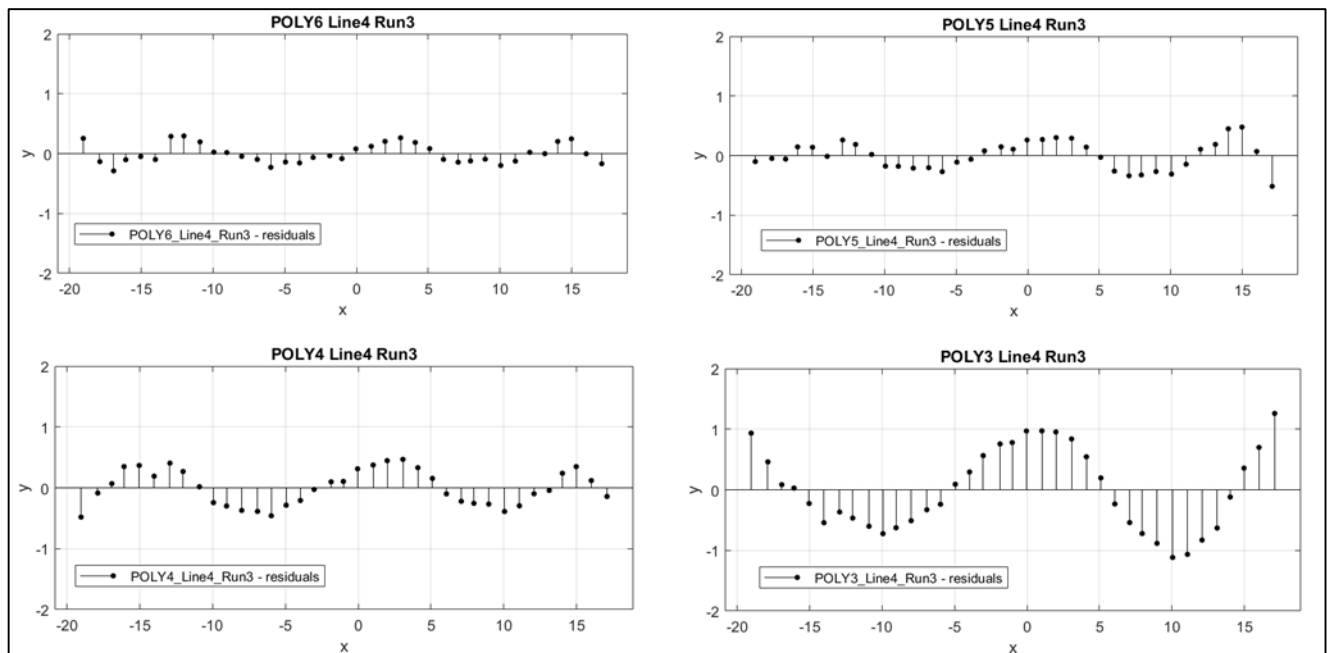 POLY6 Line4 Run3
2
1
0
-1
-2
y
POLY6_Line4_Run3 - residuals
-20 -15 -10 -5 0 5 10 15
x
POLY5 Line4 Run3
2
1
0
-1
-2
y
POLY5_Line4_Run3 - residuals
-20 -15 -10 -5 0 5 10 15
x
POLY4 Line4 Run3
2
1
0
-1
-2
y
POLY4_Line4_Run3 - residuals
-20 -15 -10 -5 0 5 10 15
x
POLY3 Line4 Run3
2
1
0
-1
-2
y
POLY3_Line4_Run3 - residuals
-20 -15 -10 -5 0 5 10 15
x